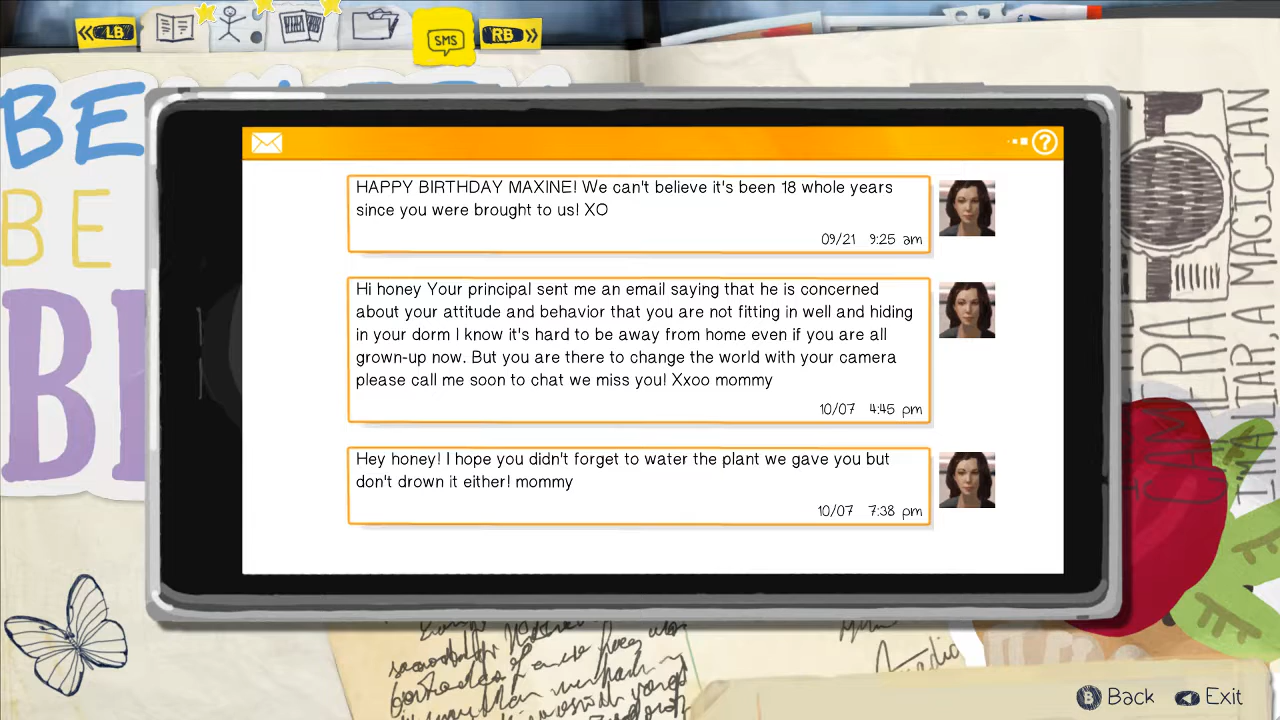 LB
SMS
RB
BE
BE
HAPPY BIRTHDAY MAXINE! We can't believe it's been 18 whole years
since you were brought to us! XO
09/21 9:25 am
Hi honey Your principal sent me an email saying that he is concerned
about your attitude and behavior that you are not fitting in well and hiding
in your dorm I know it's hard to be away from home even if you are all
grown-up now. But you are there to change the world with your camera
please call me soon to chat we miss you! Xxoo mommy
10/07 4:45 pm
Hey honey! I hope you didn't forget to water the plant we gave you but
don't drown it either! mommy
10/07 7:38 pm
MAGICIAN
B Back
Exit